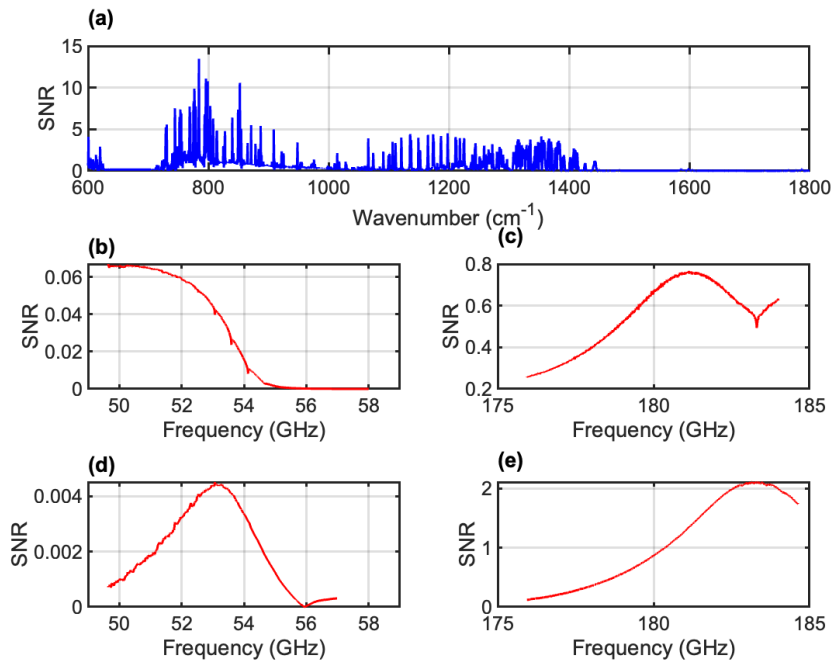 (a)
SNR
15
10
5
0
600 800 1000 1200 1400 1600 1800
Wavenumber (cm⁻¹)
(b)
SNR
0.06
0.04
0.02
0
50 52 54 56 58
Frequency (GHz)
(c)
SNR
0.8
0.6
0.4
0.2
175 180 185
Frequency (GHz)
(d)
SNR
0.004
0.002
0
50 52 54 56 58
Frequency (GHz)
(e)
SNR
2
1
0
175 180 185
Frequency (GHz)